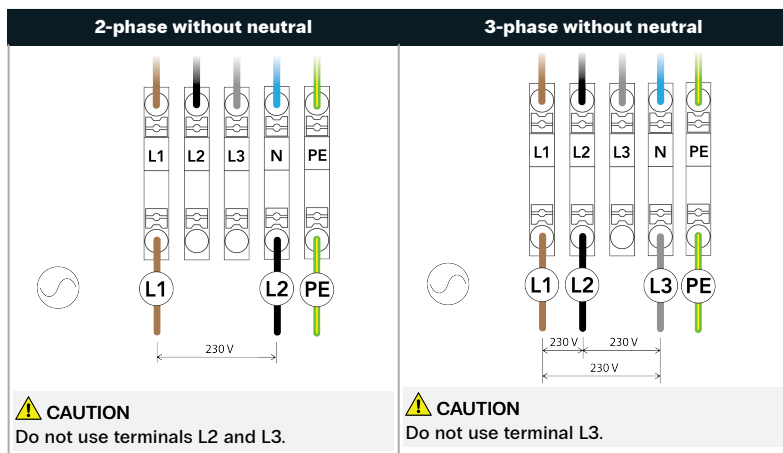 2-phase without neutral
L1 L2 L3 N PE
L1 L2 PE
230 V
CAUTION
Do not use terminals L2 and L3.
3-phase without neutral
L1 L2 L3 N PE
L1 L2 L3 PE
230 V 230 V
230 V
CAUTION
Do not use terminal L3.